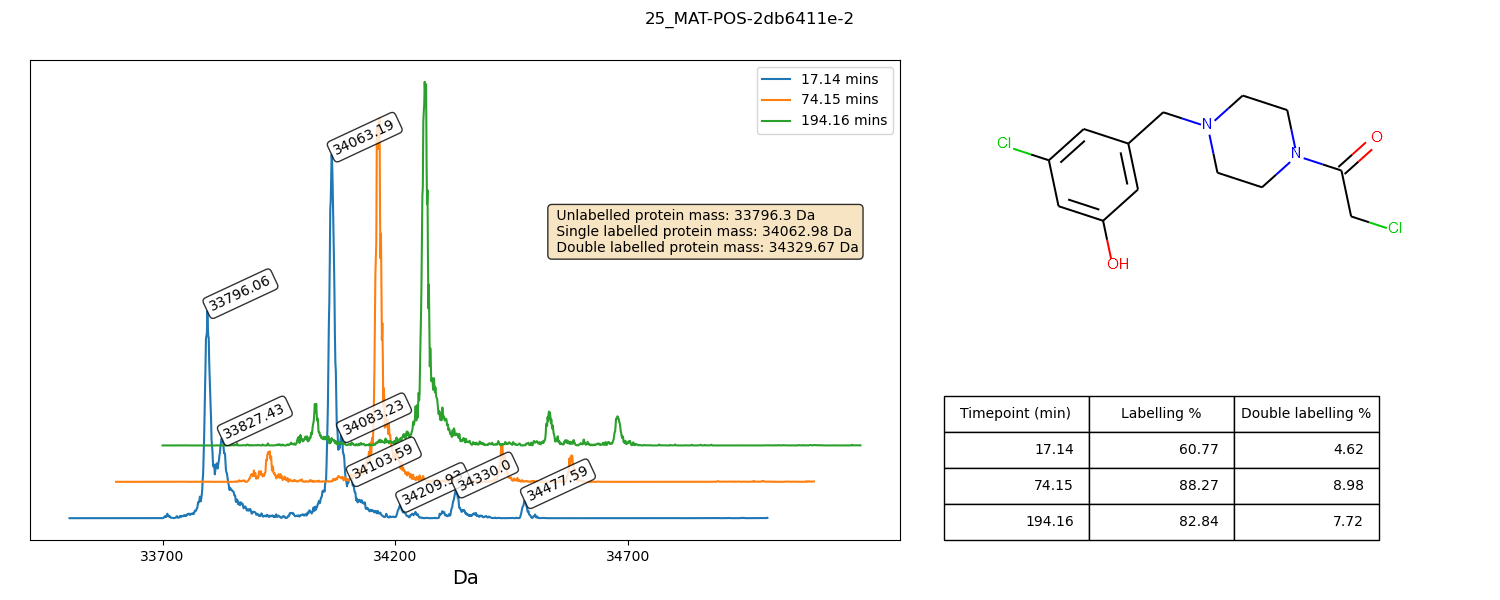 25_MAT-POS-2db6411e-2
17.14 mins
74.15 mins
194.16 mins
34063.19
33796.06
33827.43
34083.23
34103.59
34209.93
34330.0
34477.59
Unlabelled protein mass: 33796.3 Da
Single labelled protein mass: 34062.98 Da
Double labelled protein mass: 34329.67 Da
33700 34200 34700
Da
Cl
N
N
O
Cl
OH
Timepoint (min) Labelling % Double labelling %
17.14 60.77 4.62
74.15 88.27 8.98
194.16 82.84 7.72